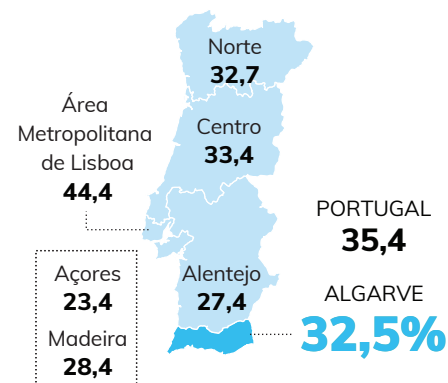 Norte
32,7
Área
Metropolitana
de Lisboa
44,4
Centro
33,4
PORTUGAL
35,4
Açores
23,4
Madeira
28,4
Alentejo
27,4
ALGARVE
32,5%